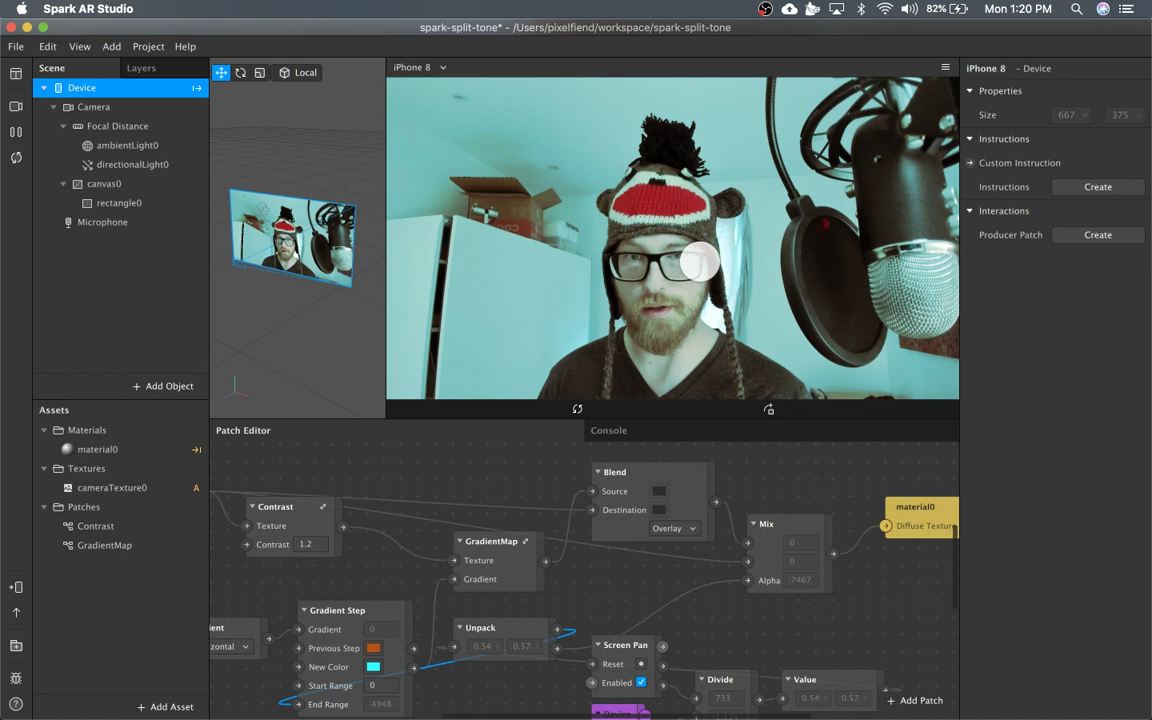 Spark AR Studio
82%
Mon 1:20 PM
spark-split-tone* - /Users/pixelfiend/workspace/spark-split-tone
File Edit View Add Project Help
Scene Layers
Device
Camera
Focal Distance
ambientLight0
directionalLight0
canvas0
rectangle0
Microphone
+ Add Object
Local
iPhone 8
iPhone 8 - Device
Properties
Size 667 375
Instructions
Custom Instruction
Instructions Create
Interactions
Producer Patch Create
Assets
Materials
material0
Textures
cameraTexture0 A
Patches
Contrast
GradientMap
+ Add Asset
Patch Editor
Console
Contrast
Texture
Contrast 1.2
GradientMap
Texture
Gradient
Blend
Source
Destination
Overlay
Mix
0
0
Alpha -7467
material0
Diffuse Texture
ient
zontal
Gradient Step
Gradient 0
Previous Step
New Color
Start Range 0
End Range -4948
Unpack
0.54 0.57
Screen Pan
Reset
Enabled
Device
Divide
733
Value
0.54 0.57
+ Add Patch